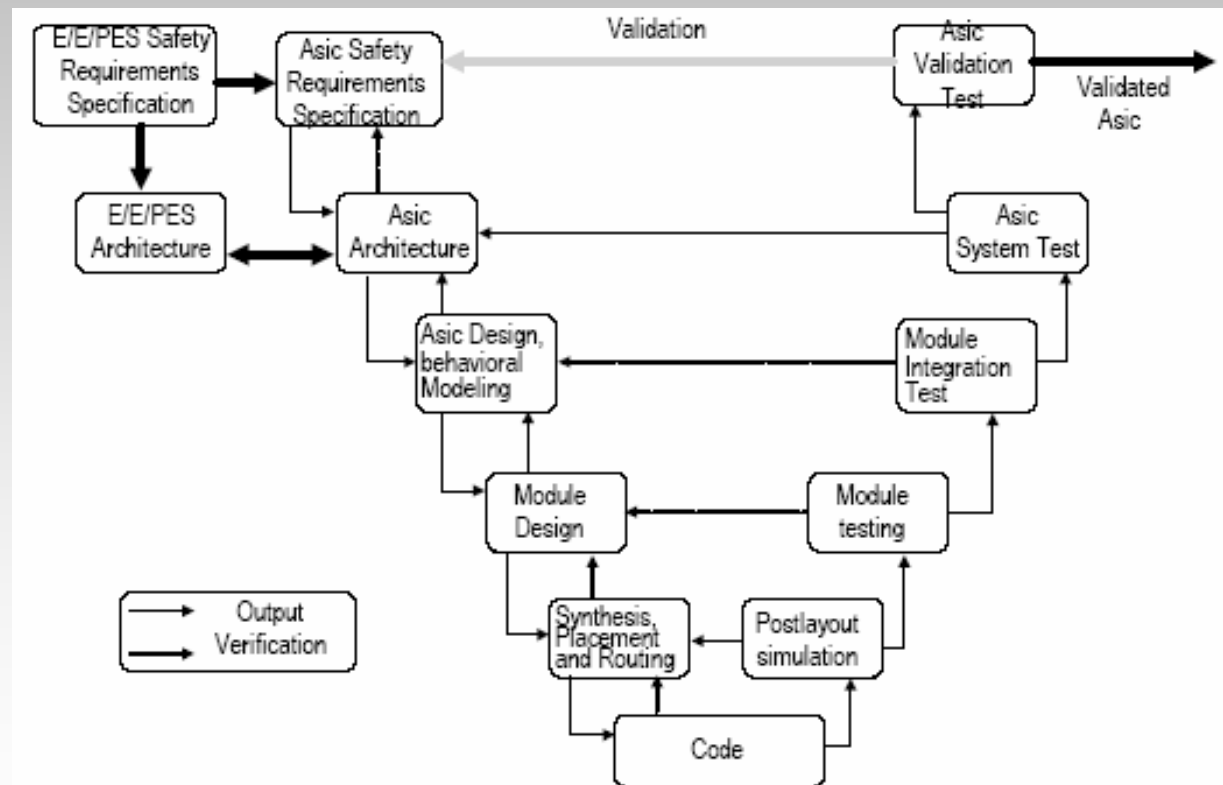 E/E/PES Safety
Requirements
Specification
Asic Safety
Requirements
Specification
Validation
Asic
Validation
Test
Validated
Asic
E/E/PES
Architecture
Asic
Architecture
Asic
System Test
Asic Design,
behavioral
Modeling
Module
Integration
Test
Module
Design
Module
testing
Output
Verification
Synthesis,
Placement
and Routing
Postlayout
simulation
Code